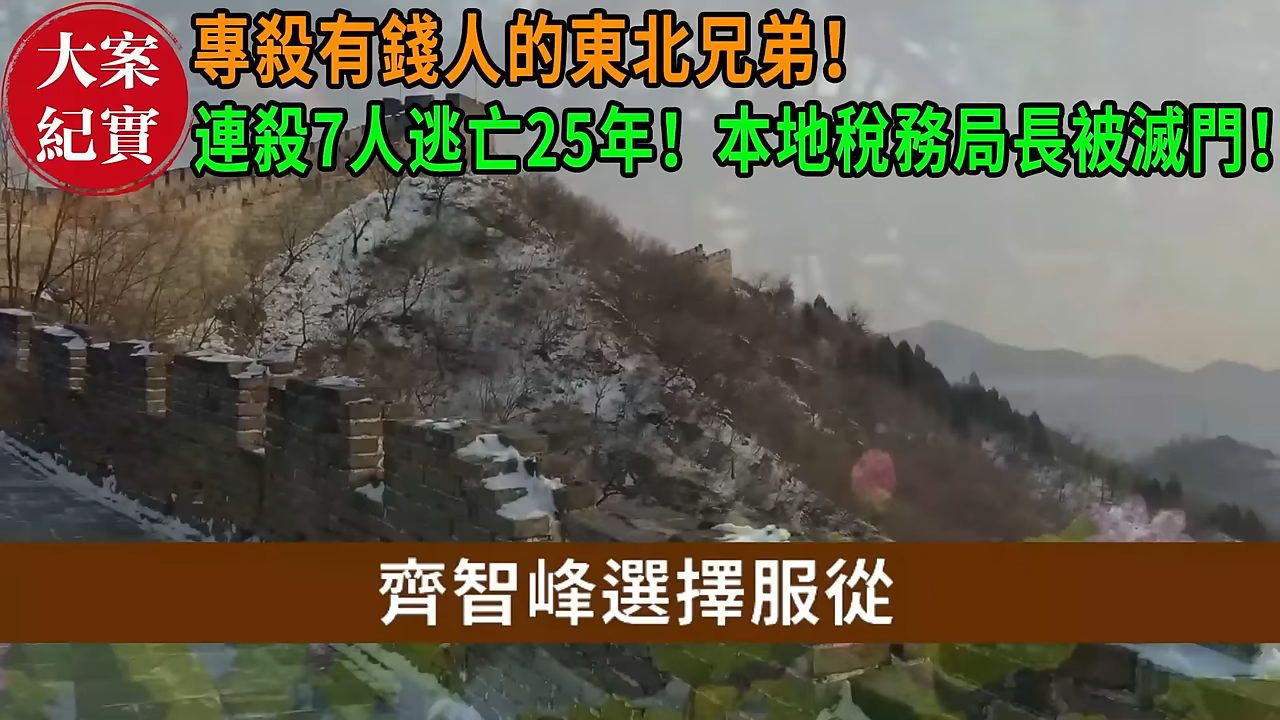 大案
紀實
專殺有錢人的東北兄弟！
連殺7人逃亡25年！本地稅務局長被滅門！
齊智峰選擇服從